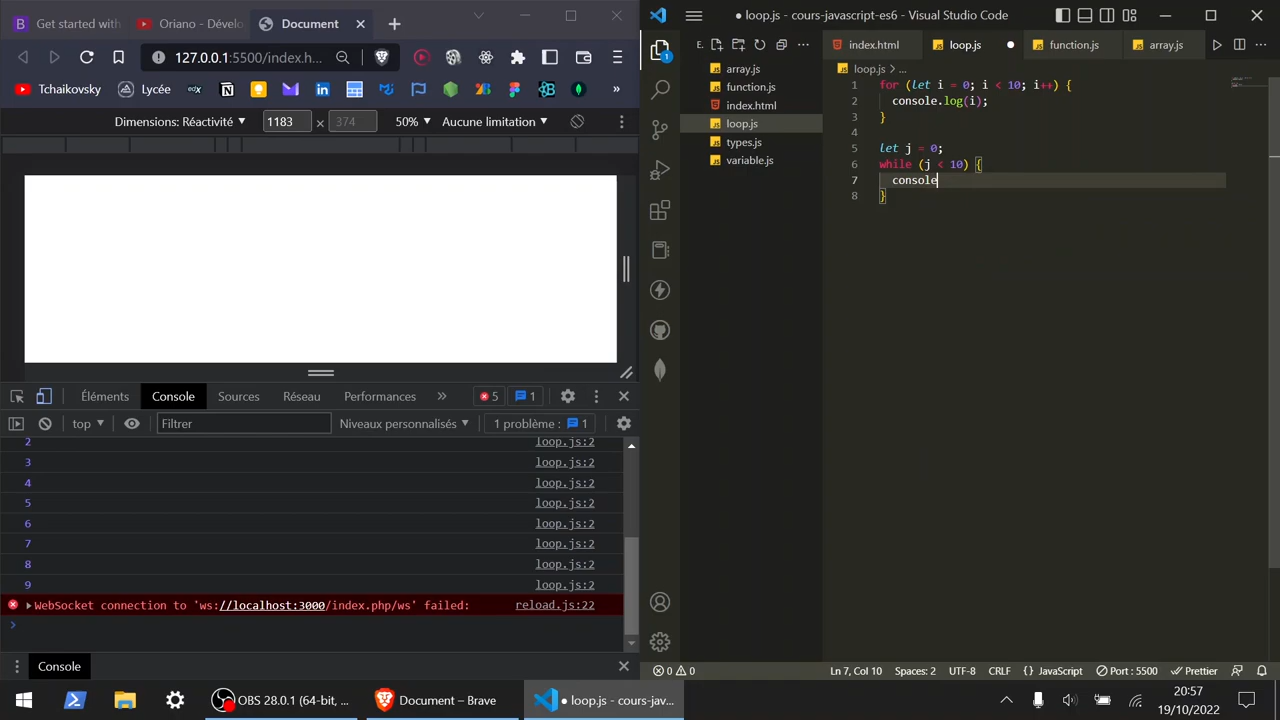 Get started with
Oriano - Dévelo
Document
127.0.0.1:5500/index.h...
Tchaikovsky
Lycée
»
Dimensions: Réactivité
1183
×
374
50%
Aucune limitation
Éléments
Console
Sources
Réseau
Performances
»
5
1
top
Filtrer
Niveaux personnalisés
1 problème :
1
2 loop.js:2
3 loop.js:2
4 loop.js:2
5 loop.js:2
6 loop.js:2
7 loop.js:2
8 loop.js:2
9 loop.js:2
WebSocket connection to 'ws://localhost:3000/index.php/ws' failed: reload.js:22
Console
● loop.js - cours-javascript-es6 - Visual Studio Code
E.
index.html
loop.js
function.js
array.js
1
array.js
function.js
index.html
loop.js
types.js
variable.js
loop.js > ...
1 for (let i = 0; i < 10; i++) {
2 console.log(i);
3 }
4
5 let j = 0;
6 while (j < 10) {
7 console
8 }
0
0
Ln 7, Col 10
Spaces: 2
UTF-8
CRLF
{ } JavaScript
Port : 5500
Prettier
OBS 28.0.1 (64-bit, ...
Document – Brave
● loop.js - cours-jav...
20:57
19/10/2022